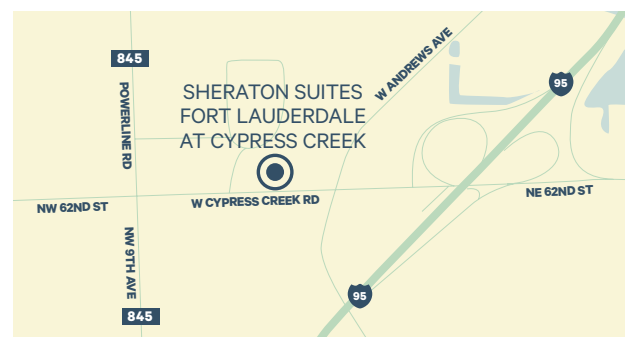 845
POWERLINE RD
SHERATON SUITES
FORT LAUDERDALE
AT CYPRESS CREEK
W ANDREWS AVE
95
NW 62ND ST
W CYPRESS CREEK RD
NE 62ND ST
NW 9TH AVE
95
845